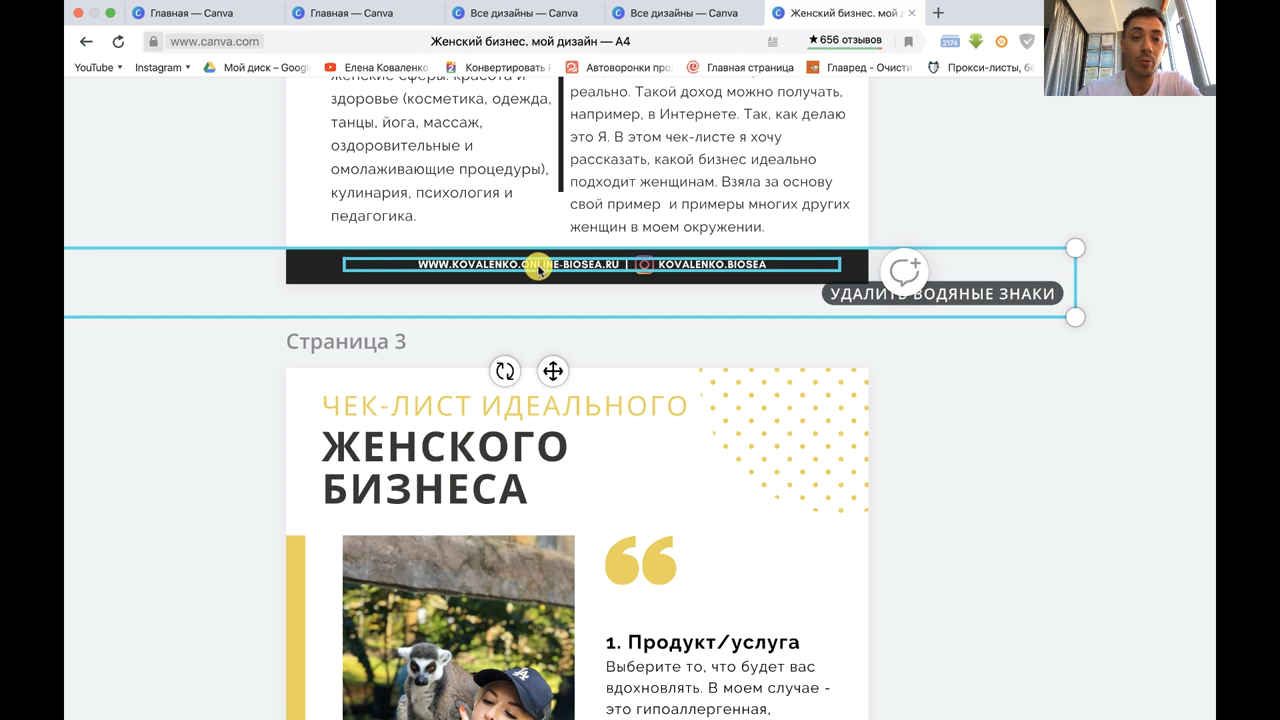 Главная — Canva
Главная — Canva
Все дизайны — Canva
Все дизайны — Canva
Женский бизнес. мой
www.canva.com
Женский бизнес. мой дизайн — A4
★ 656 отзывов
2174
YouTube
Instagram
Мой диск – Googl
Елена Коваленко
Конвертировать
Автоворонки про
Главная страница
Главред - Очисти
Прокси-листы, бе
женские сферы: красота и
здоровье (косметика, одежда,
танцы, йога, массаж,
оздоровительные и
омолаживающие процедуры),
кулинария, психология и
педагогика.
реально. Такой доход можно получать,
например, в Интернете. Так, как делаю
это Я. В этом чек-листе я хочу
рассказать, какой бизнес идеально
подходит женщинам. Взяла за основу
свой пример и примеры многих других
женщин в моем окружении.
WWW.KOVALENKO.ONLINE-BIOSEA.RU | KOVALENKO.BIOSEA
УДАЛИТЬ ВОДЯНЫЕ ЗНАКИ
Страница 3
ЧЕК-ЛИСТ ИДЕАЛЬНОГО
ЖЕНСКОГО
БИЗНЕСА
1. Продукт/услуга
Выберите то, что будет вас
вдохновлять. В моем случае -
это гипоаллергенная,